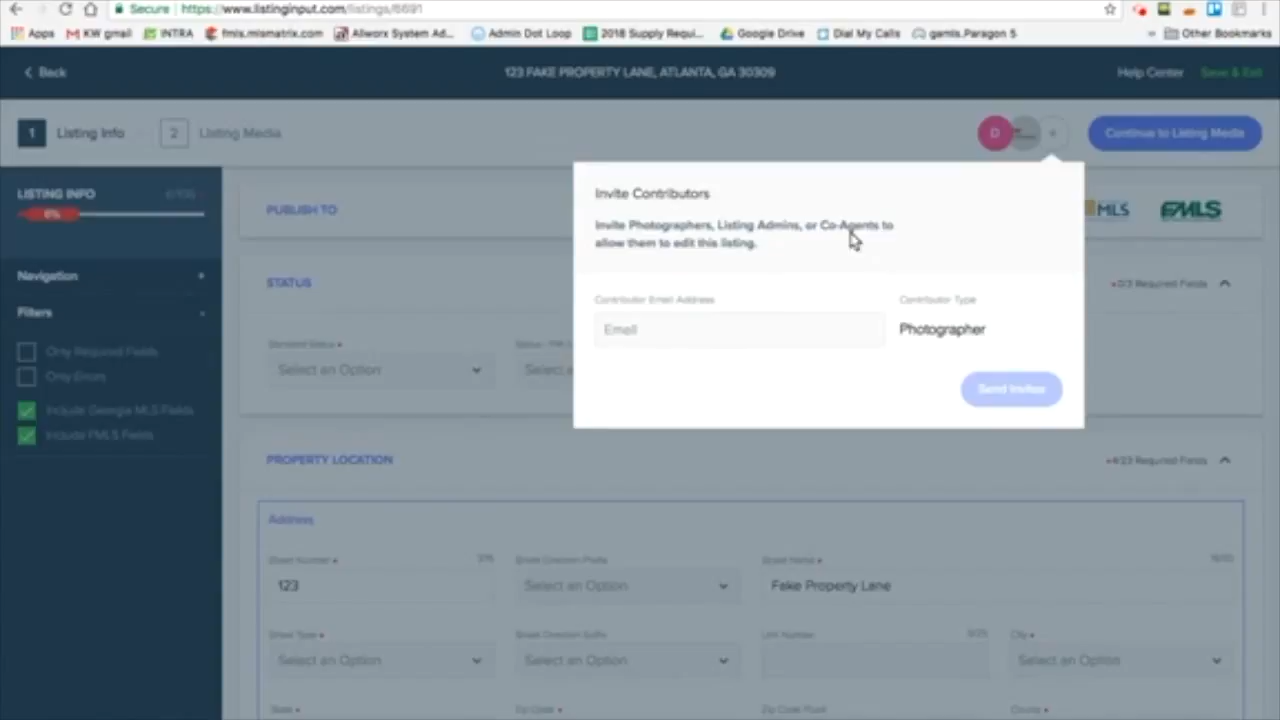 Secure https://www.listinginput.com/listings/6691
Apps KW gmail INTRA fmls.mlsmatrix.com Allworx System Ad... Admin Dot Loop 2018 Supply Requi... Google Drive Dial My Calls gamls.Paragon 5 » Other Bookmarks
Back 123 FAKE PROPERTY LANE, ATLANTA, GA 30309 Help Center Save & Exit
1 Listing Info 2 Listing Media D + Continue to Listing Media
LISTING INFO
6%
Navigation +
Filters -
Only Required Fields
Only Errors
Include Georgia MLS Fields
Include FMLS Fields
PUBLISH TO MLS FMLS
Invite Contributors
Invite Photographers, Listing Admins, or Co-Agents to
allow them to edit this listing.
Contributor Email Address Contributor Type
Email Photographer
Send Invites
STATUS 0/3 Required Fields
Standard Status *
Select an Option Select
PROPERTY LOCATION 4/23 Required Fields
Address
Street Number * Street Direction Prefix Street Name *
123 Select an Option Fake Property Lane
Street Type * Street Direction Suffix Unit Number City *
Select an Option Select an Option Select an Option
State * Zip Code * Zip Code Plus4 County *